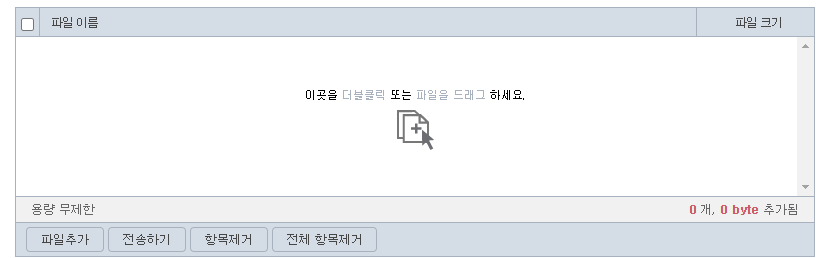 파일 이름 파일 크기
이곳을 더블클릭 또는 파일을 드래그 하세요.
용량 무제한 0 개, 0 byte 추가됨
파일추가 전송하기 항목제거 전체 항목제거